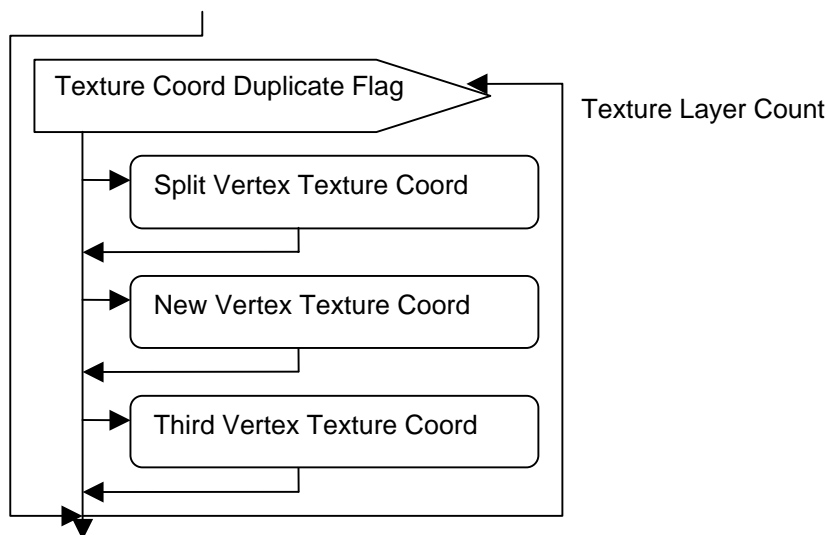 Texture Coord Duplicate Flag
Texture Layer Count
Split Vertex Texture Coord
New Vertex Texture Coord
Third Vertex Texture Coord